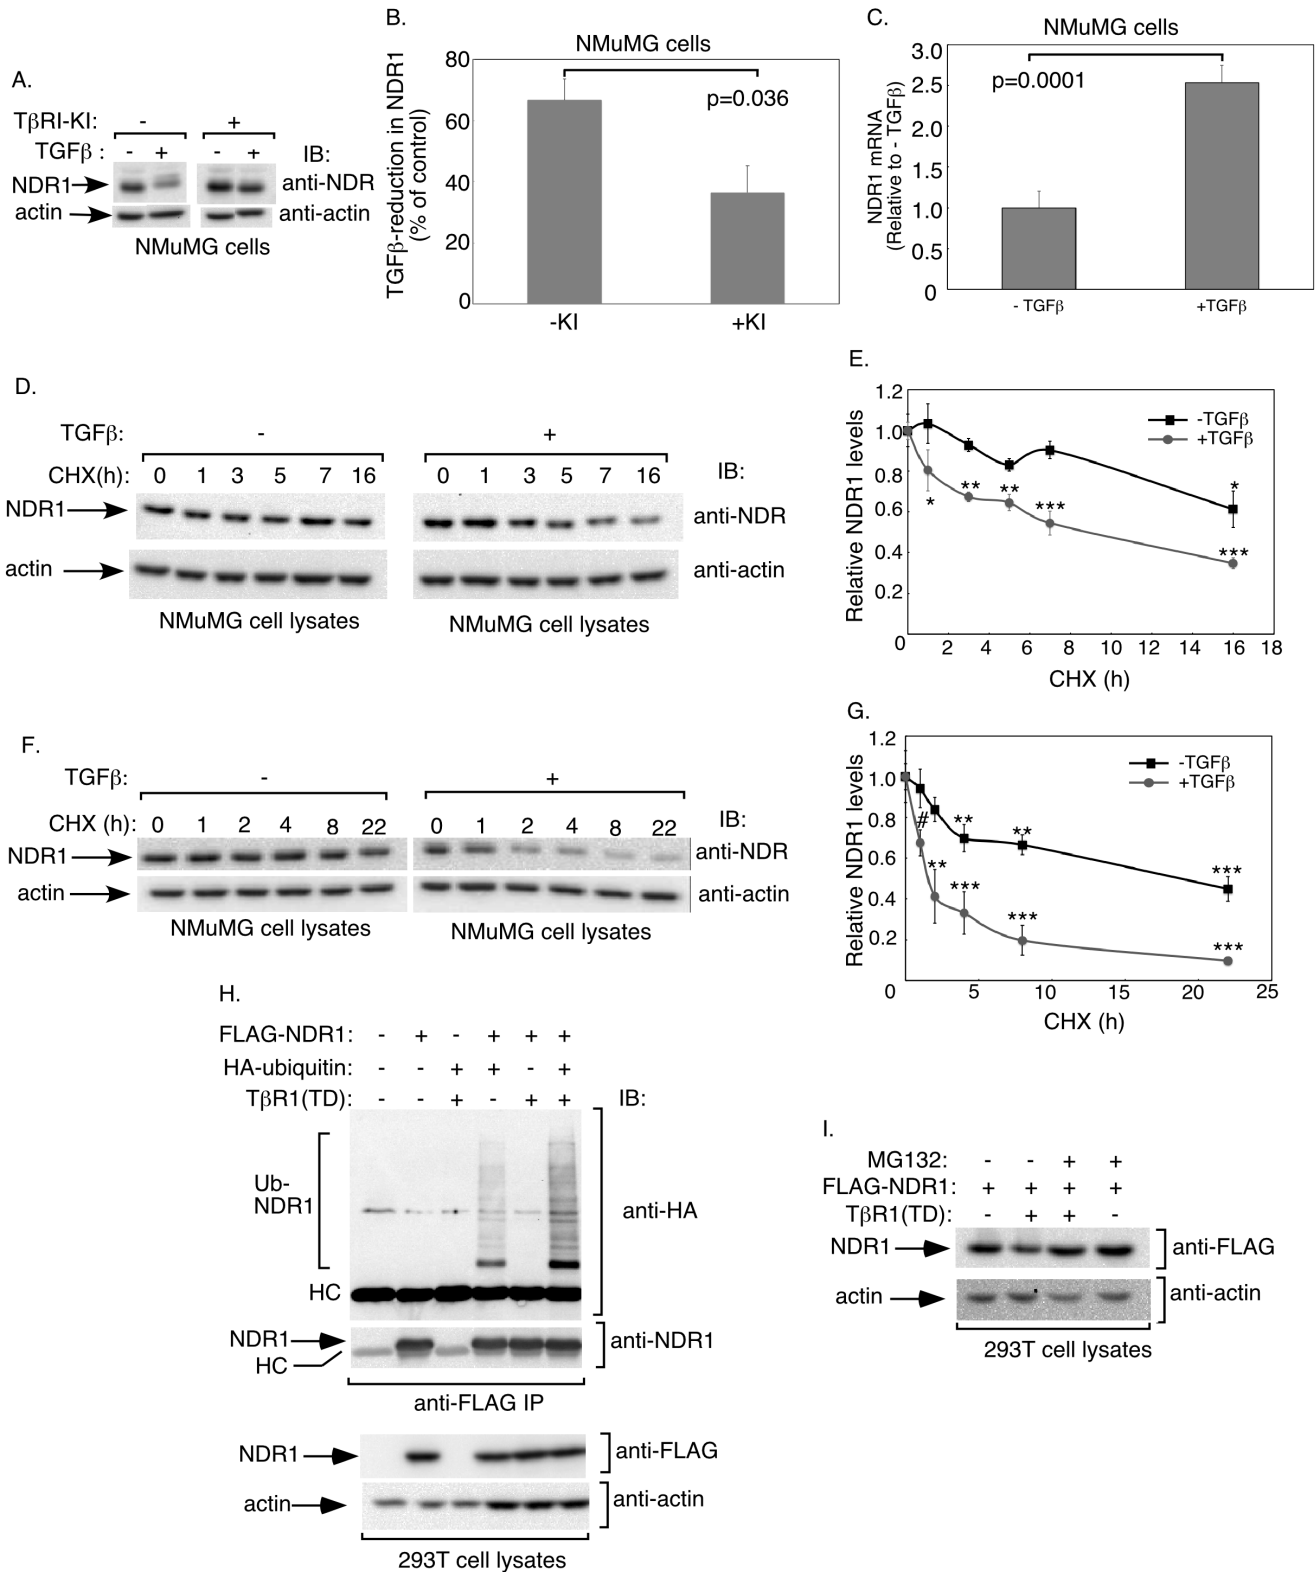 A.
TβRI-KI: - +
TGFβ : - + - + IB:
NDR1 anti-NDR
actin anti-actin
NMuMG cells
B.
NMuMG cells
TGFβ-reduction in NDR1
(% of control)
80
60
40
20
0
p=0.036
-KI +KI
C.
NMuMG cells
NDR1 mRNA
(Relative to - TGFβ)
3.0
2.5
2.0
1.5
1.0
0.5
0
p=0.0001
- TGFβ +TGFβ
D.
TGFβ: - +
CHX(h): 0 1 3 5 7 16 0 1 3 5 7 16 IB:
NDR1 anti-NDR
actin anti-actin
NMuMG cell lysates NMuMG cell lysates
E.
Relative NDR1 levels
1.2
1.0
0.8
0.6
0.4
0.2
0
-TGFβ
+TGFβ
* ** ** *** * ***
0 2 4 6 8 10 12 14 16 18
CHX (h)
F.
TGFβ: - +
CHX (h): 0 1 2 4 8 22 0 1 2 4 8 22 IB:
NDR1 anti-NDR
actin anti-actin
NMuMG cell lysates NMuMG cell lysates
G.
Relative NDR1 levels
1.2
1.0
0.8
0.6
0.4
0.2
0
-TGFβ
+TGFβ
# ** ** ***
** *** *** ***
5 10 15 20 25
CHX (h)
H.
FLAG-NDR1: - + - + + +
HA-ubiquitin: - - + + - +
TβR1(TD): - - + - + + IB:
Ub-
NDR1
anti-HA
HC
NDR1 anti-NDR1
HC
anti-FLAG IP
NDR1 anti-FLAG
actin anti-actin
293T cell lysates
I.
MG132: - - + +
FLAG-NDR1: + + + +
TβR1(TD): - + + -
NDR1 anti-FLAG
actin anti-actin
293T cell lysates